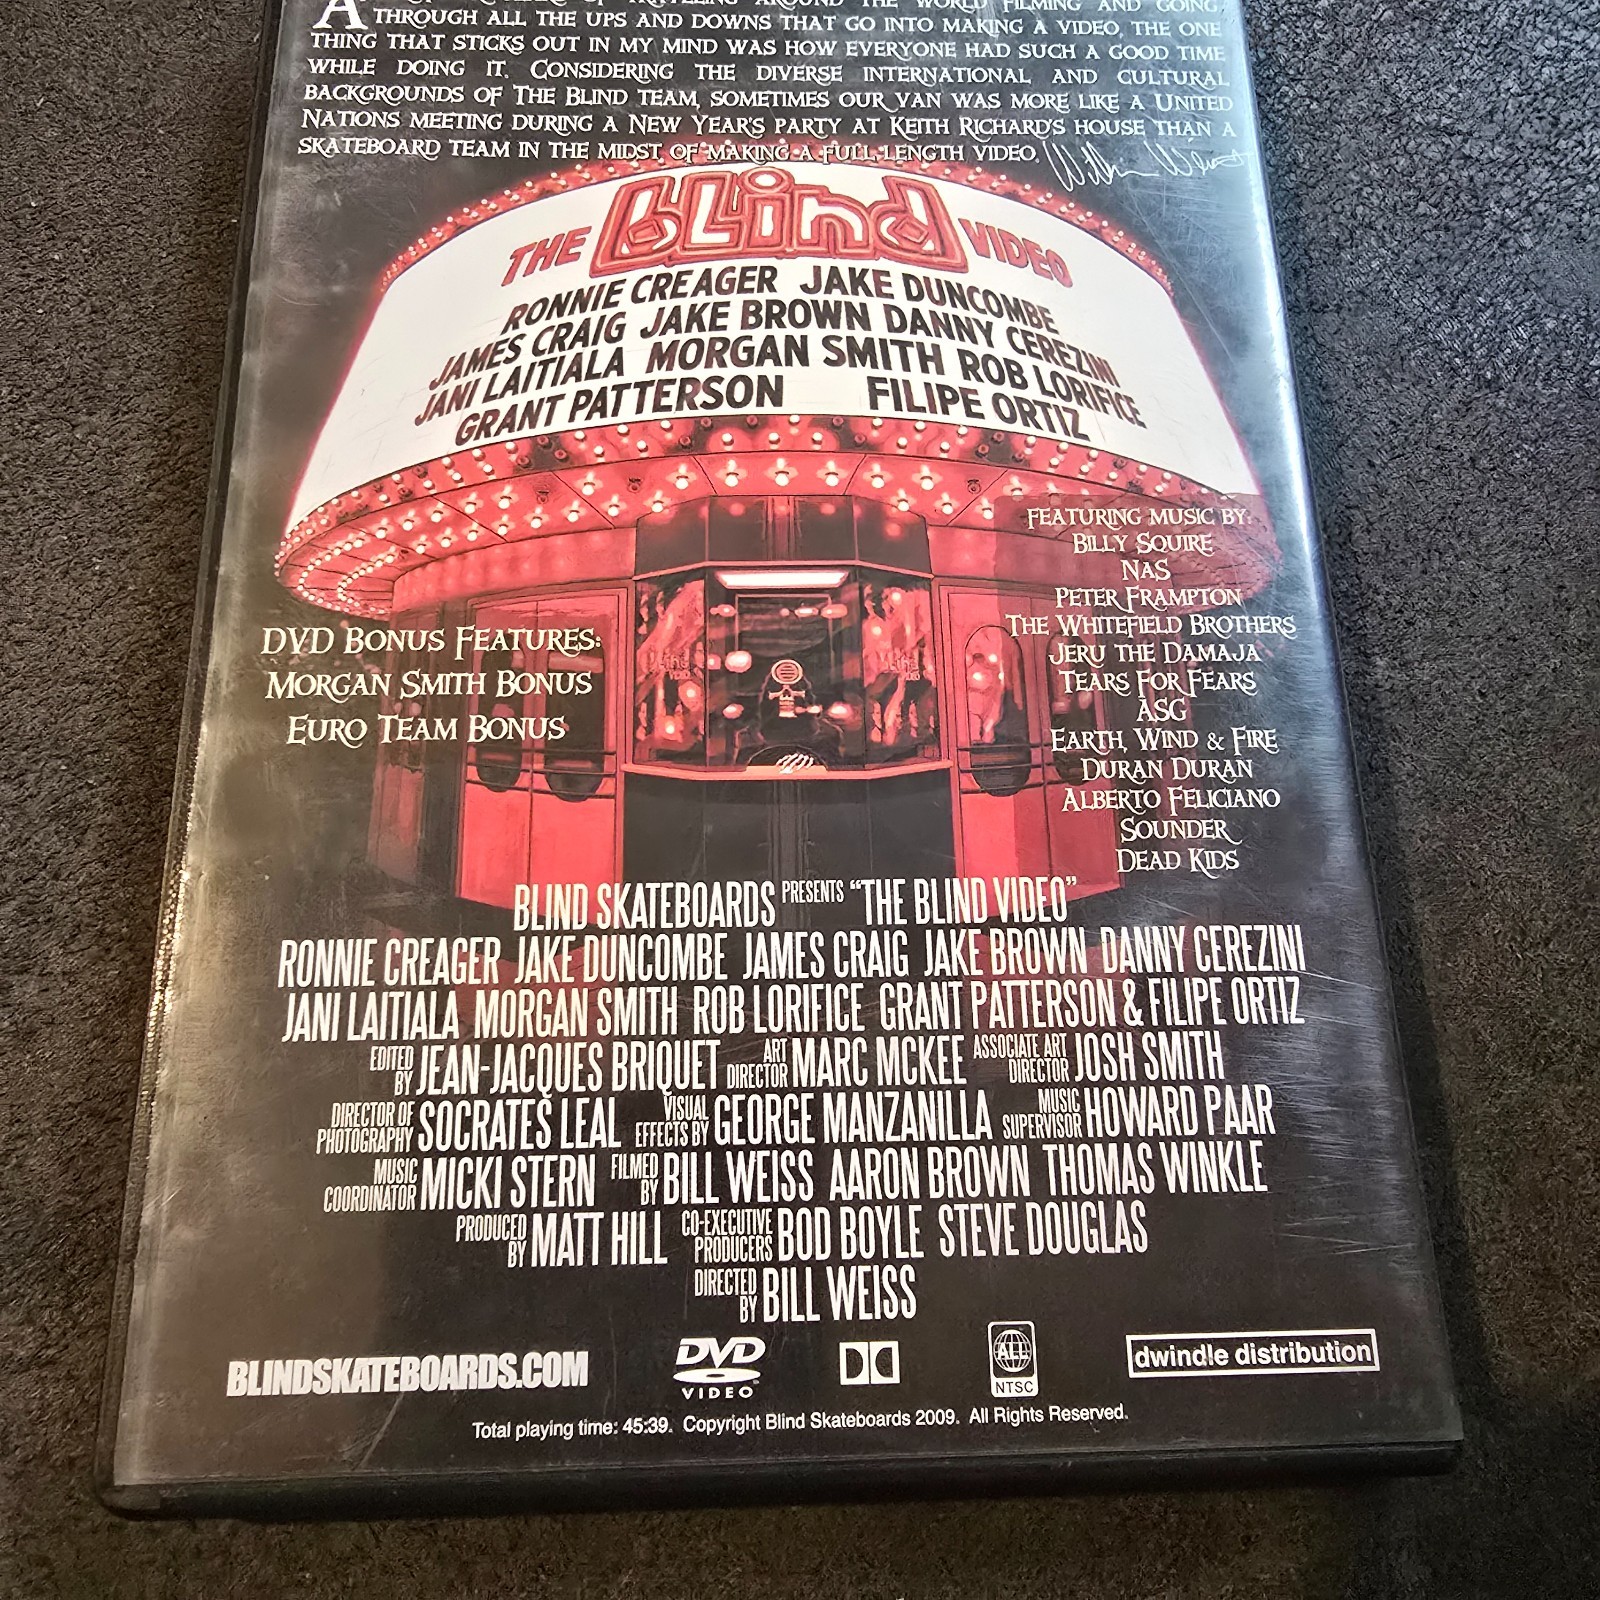 TRAVELING AROUND THE WORLD FILMING AND GOING
A THROUGH ALL THE UPS AND DOWNS THAT GO INTO MAKING A VIDEO, THE ONE
THING THAT STICKS OUT IN MY MIND WAS HOW EVERYONE HAD SUCH A GOOD TIME
WHILE DOING IT. CONSIDERING THE DIVERSE INTERNATIONAL AND CULTURAL
BACKGROUNDS OF THE BLIND TEAM, SOMETIMES OUR VAN WAS MORE LIKE A UNITED
NATIONS MEETING DURING A NEW YEAR'S PARTY AT KEITH RICHARD'S HOUSE THAN A
SKATEBOARD TEAM IN THE MIDST OF MAKING A FULL LENGTH VIDEO.
THE blind VIDEO
RONNIE CREAGER JAKE DUNCOMBE
JAMES CRAIG JAKE BROWN DANNY CEREZINI
JANI LAITIALA MORGAN SMITH ROB LORIFICE
GRANT PATTERSON FILIPE ORTIZ
FEATURING MUSIC BY:
BILLY SQUIRE
NAS
PETER FRAMPTON
THE WHITEFIELD BROTHERS
JERU THE DAMAJA
TEARS FOR FEARS
ASG
EARTH, WIND & FIRE
DURAN DURAN
ALBERTO FELICIANO
SOUNDER
DEAD KIDS
DVD BONUS FEATURES:
MORGAN SMITH BONUS
EURO TEAM BONUS
BLIND SKATEBOARDS PRESENTS "THE BLIND VIDEO"
RONNIE CREAGER JAKE DUNCOMBE JAMES CRAIG JAKE BROWN DANNY CEREZINI
JANI LAITIALA MORGAN SMITH ROB LORIFICE GRANT PATTERSON & FILIPE ORTIZ
EDITED BY JEAN-JACQUES BRIQUET ART DIRECTOR MARC MCKEE ASSOCIATE ART DIRECTOR JOSH SMITH
DIRECTOR OF PHOTOGRAPHY SOCRATES LEAL VISUAL EFFECTS BY GEORGE MANZANILLA MUSIC SUPERVISOR HOWARD PAAR
MUSIC COORDINATOR MICKI STERN FILMED BY BILL WEISS AARON BROWN THOMAS WINKLE
PRODUCED BY MATT HILL CO-EXECUTIVE PRODUCERS BOD BOYLE STEVE DOUGLAS
DIRECTED BY BILL WEISS
BLINDSKATEBOARDS.COM DVD VIDEO ALL NTSC dwindle distribution
Total playing time: 45:39. Copyright Blind Skateboards 2009. All Rights Reserved.